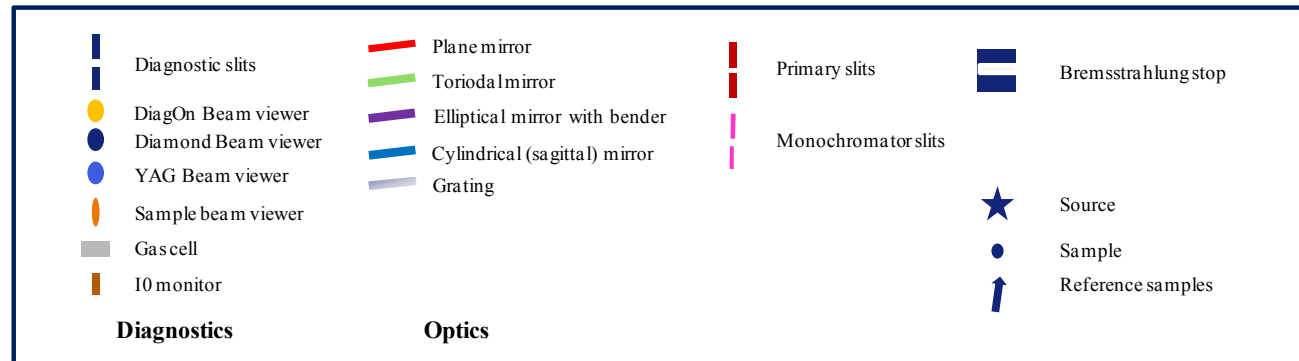 Diagnostic slits
DiagOn Beam viewer
Diamond Beam viewer
YAG Beam viewer
Sample beam viewer
Gas cell
I0 monitor
Diagnostics
Plane mirror
Toriodal mirror
Elliptical mirror with bender
Cylindrical (sagittal) mirror
Grating
Optics
Primary slits
Monochromator slits
Bremsstrahlung stop
Source
Sample
Reference samples